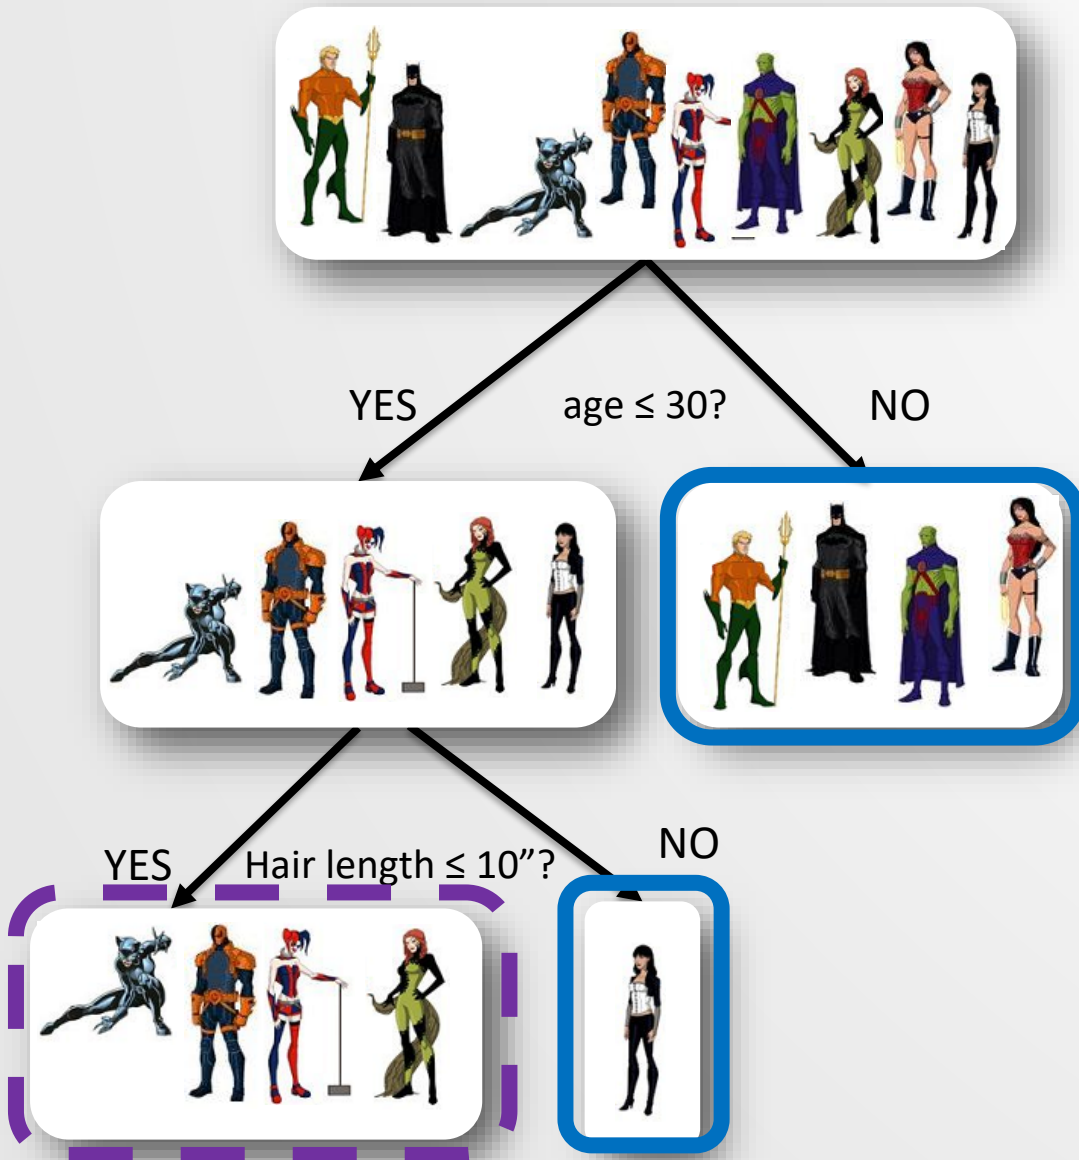 YES
age ≤ 30?
NO
YES
Hair length ≤ 10”?
NO